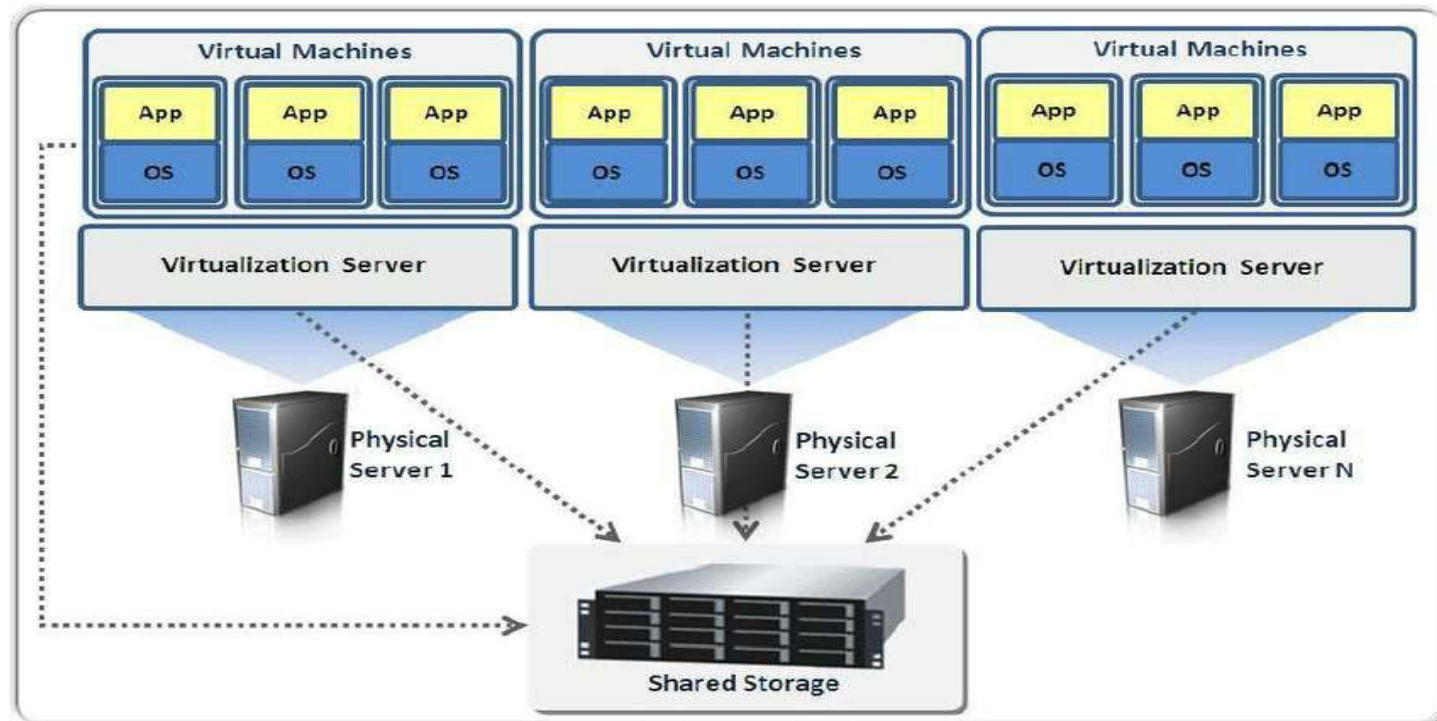 Virtual Machines
Virtual Machines
Virtual Machines
App App App
App App App
App App App
OS OS OS
OS OS OS
OS OS OS
Virtualization Server
Virtualization Server
Virtualization Server
Physical
Server 1
Physical
Server 2
Physical
Server N
Shared Storage